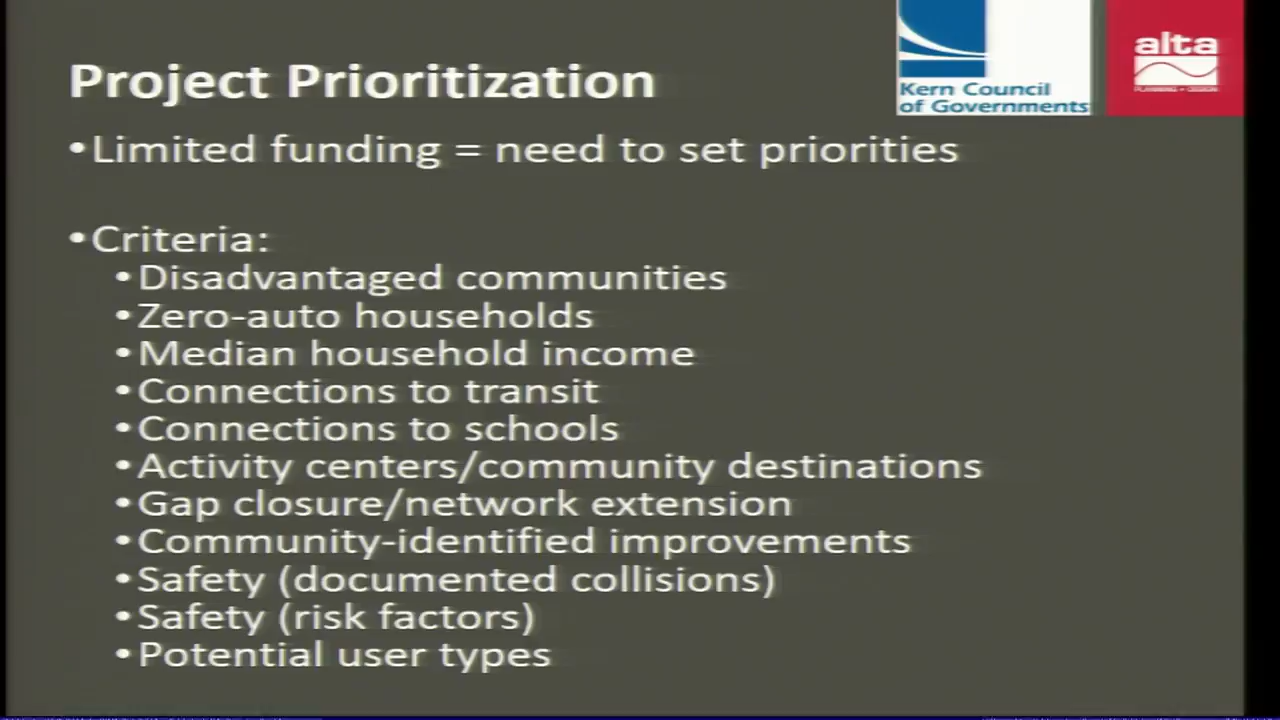 Project Prioritization
Kern Council
of Governments
alta
PLANNING + DESIGN
•Limited funding = need to set priorities
•Criteria:
•Disadvantaged communities
•Zero-auto households
•Median household income
•Connections to transit
•Connections to schools
•Activity centers/community destinations
•Gap closure/network extension
•Community-identified improvements
•Safety (documented collisions)
•Safety (risk factors)
•Potential user types